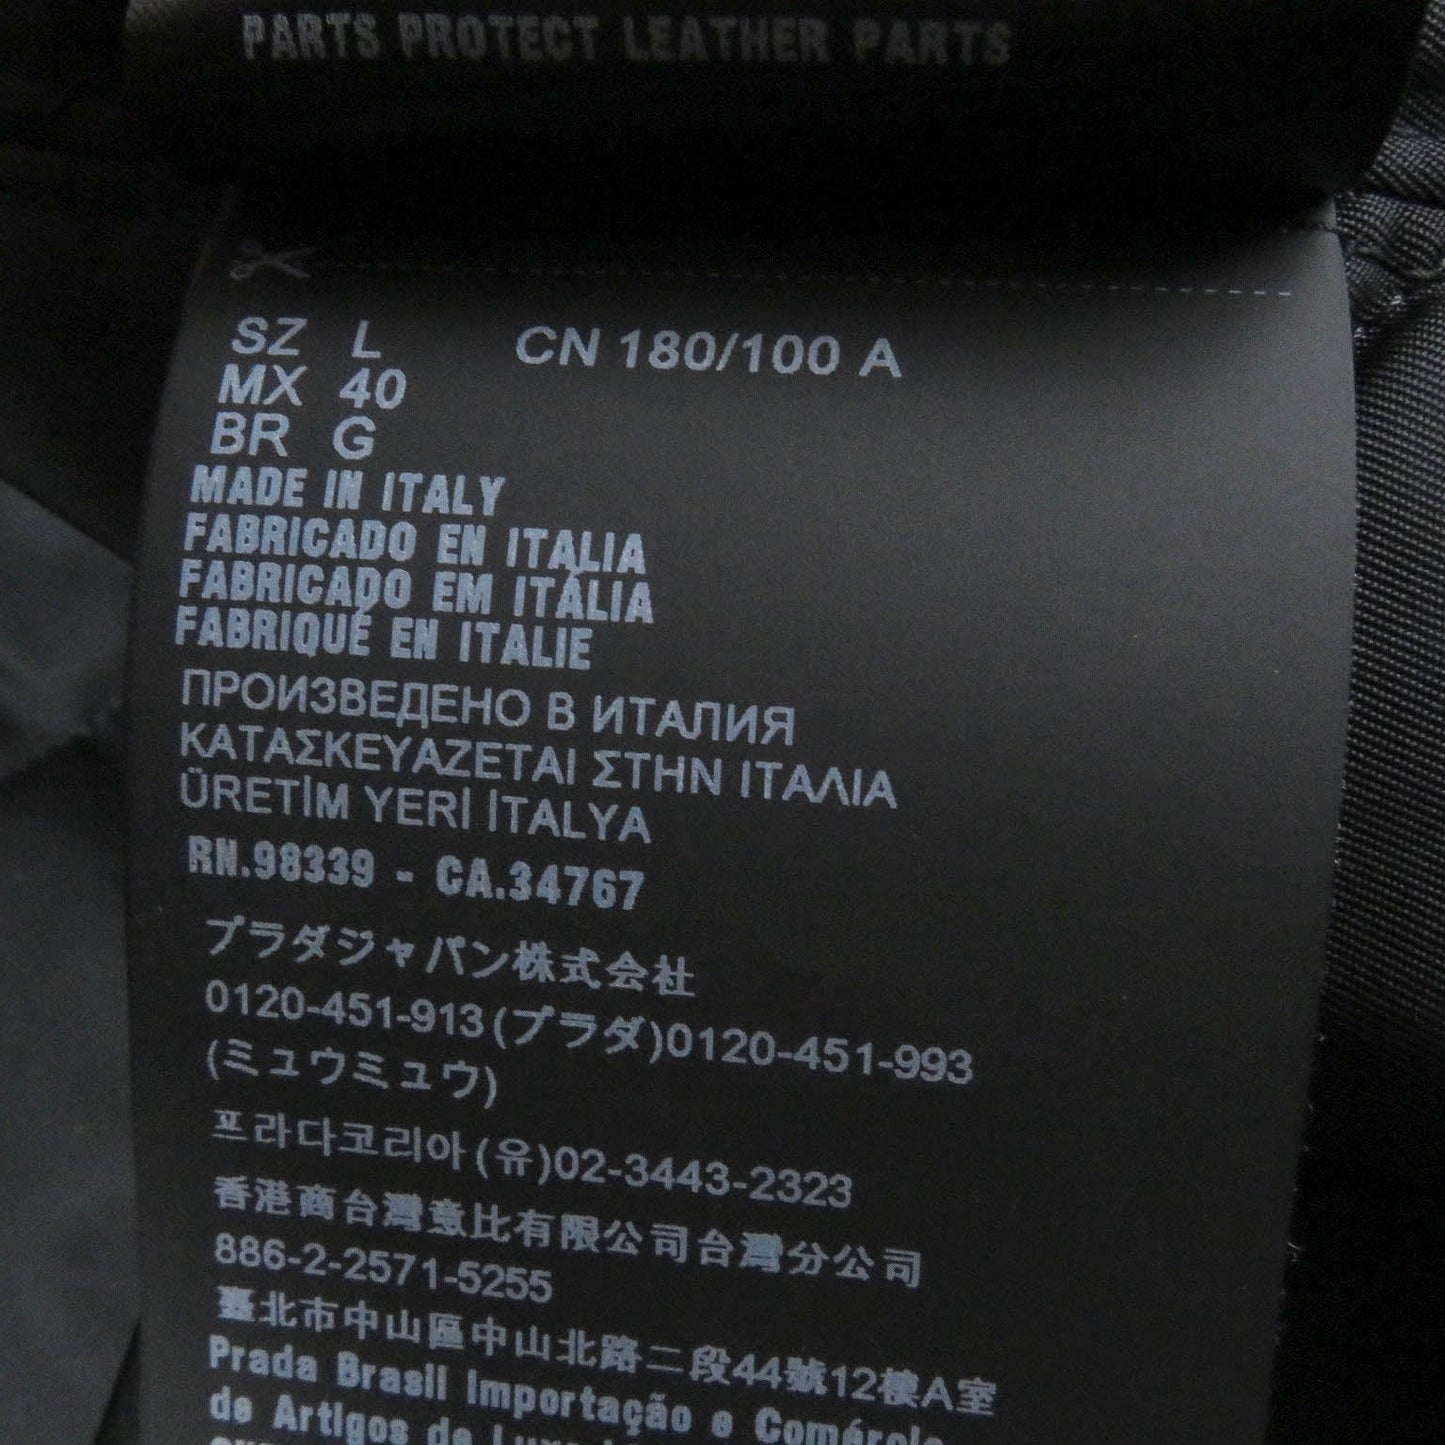 PARTS PROTECT LEATHER PARTS
SZ L CN 180/100 A
MX 40
BR G
MADE IN ITALY
FABRICADO EN ITALIA
FABRICADO EM ITÁLIA
FABRIQUÉ EN ITALIE
ПРОИЗВЕДЕНО В ИТАЛИЯ
ΚΑΤΑΣΚΕΥΑΖΕΤΑΙ ΣΤΗΝ ΙΤΑΛΙΑ
ÜRETİM YERİ İTALYA
RN.98339 - CA.34767
プラダジャパン株式会社
0120-451-913(プラダ)0120-451-993
(ミュウミュウ)
프라다코리아(유)02-3443-2323
香港商台灣意比有限公司台灣分公司
886-2-2571-5255
臺北市中山區中山北路二段44號12樓A室
Prada Brasil Importação e Comércio
de Artigos de